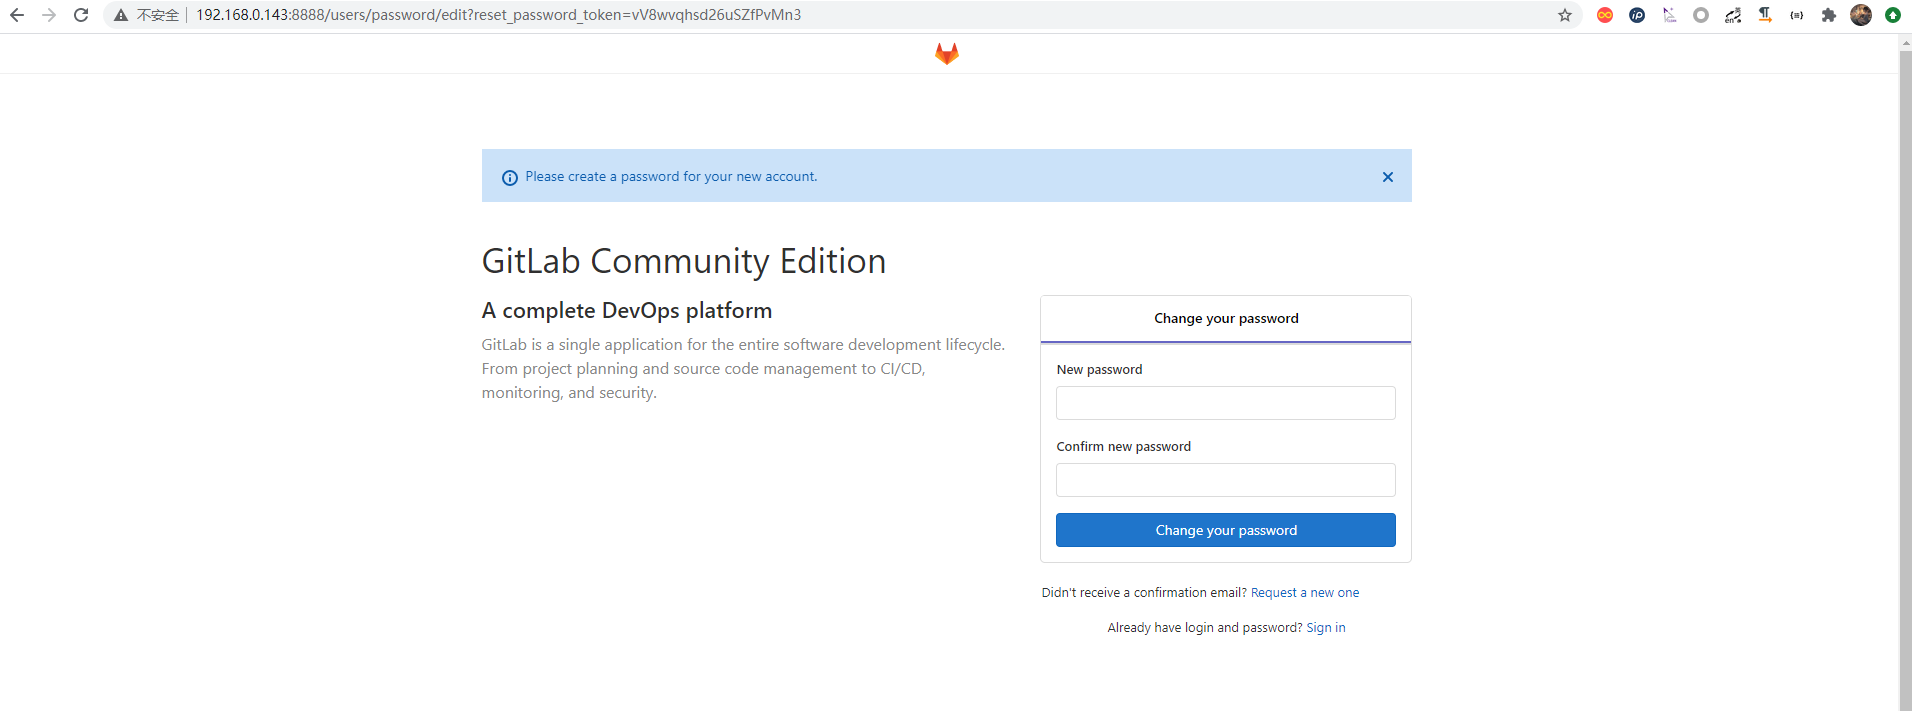 不安全 192.168.0.143:8888/users/password/edit?reset_password_token=vV8wvqhsd26uSZfPvMn3
Please create a password for your new account.
GitLab Community Edition
A complete DevOps platform
GitLab is a single application for the entire software development lifecycle.
From project planning and source code management to CI/CD,
monitoring, and security.
Change your password
New password
Confirm new password
Change your password
Didn't receive a confirmation email? Request a new one
Already have login and password? Sign in